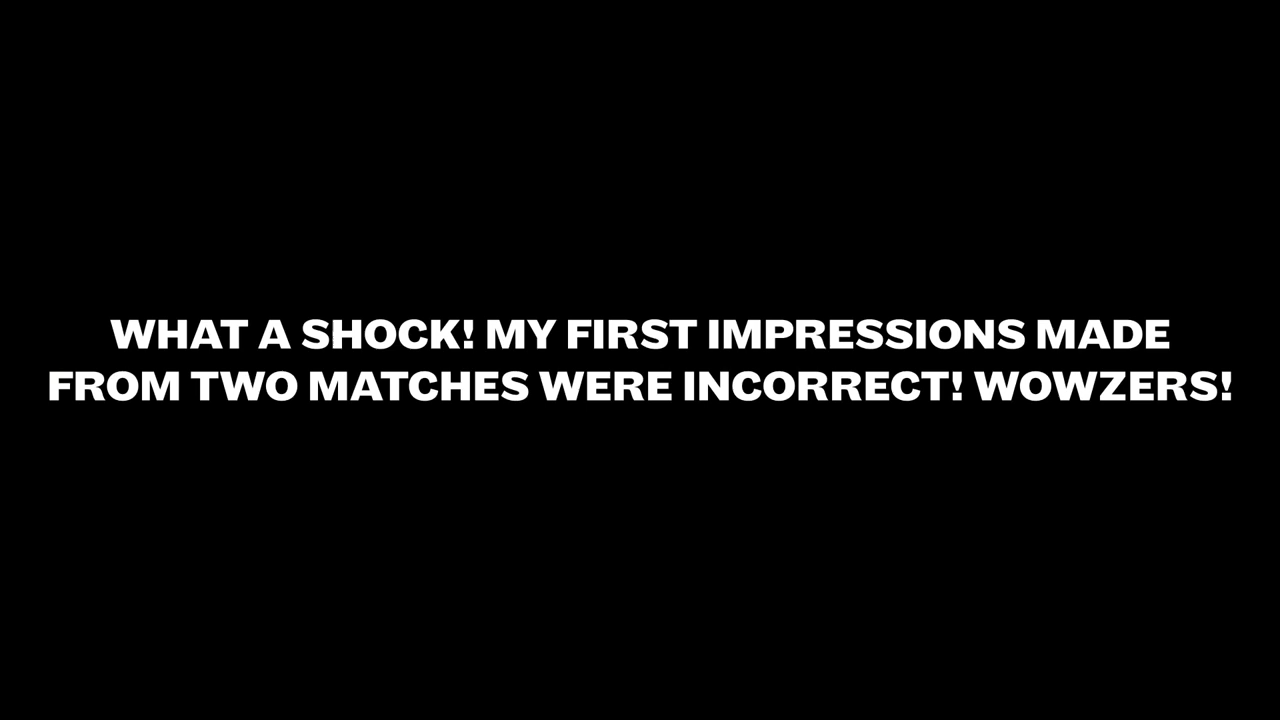 WHAT A SHOCK! MY FIRST IMPRESSIONS MADE
FROM TWO MATCHES WERE INCORRECT! WOWZERS!